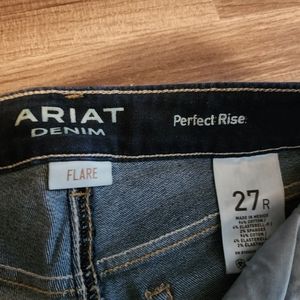 ARIAT
DENIM
Perfect Rise.
FLARE
27R
MADE IN MEXICO